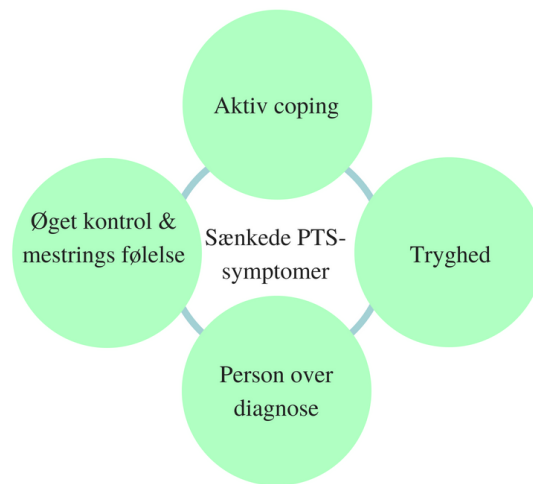 Aktiv coping
Øget kontrol &
mestrings følelse
Sænkede PTS-
symptomer
Tryghed
Person over
diagnose